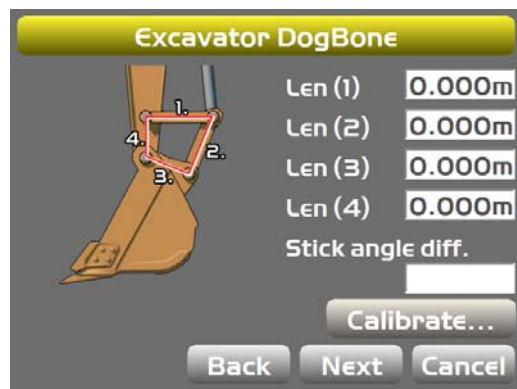 Excavator DogBone
1.
4.
2.
3.
Len (1) 0.000m
Len (2) 0.000m
Len (3) 0.000m
Len (4) 0.000m
Stick angle diff.
Calibrate...
Back Next Cancel